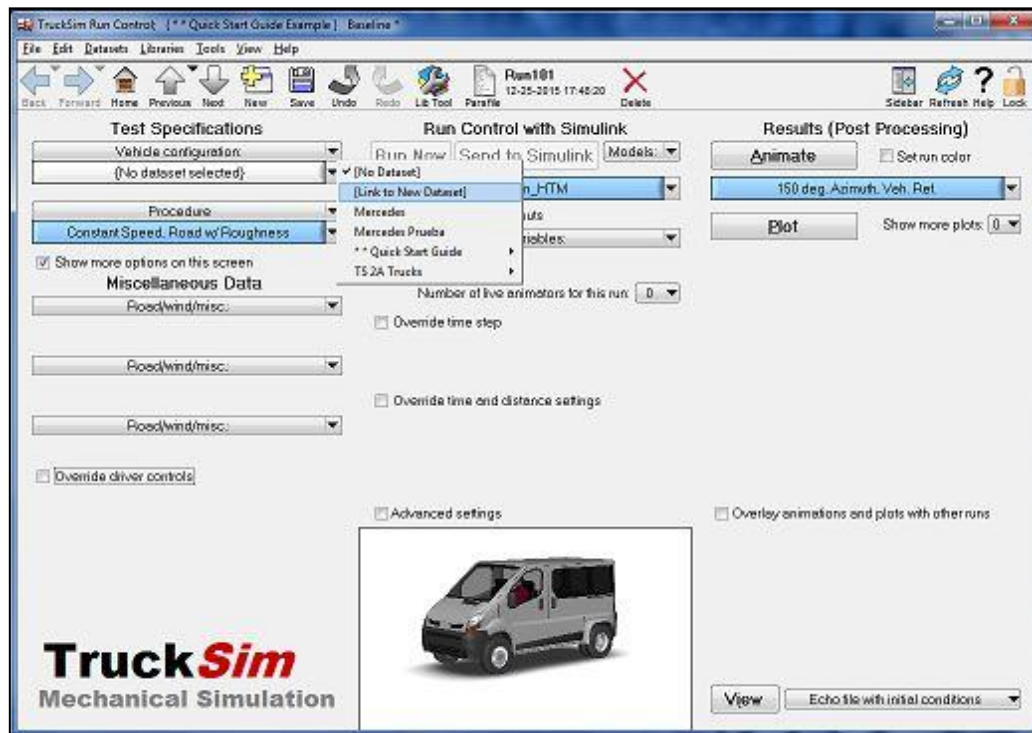 TruckSim Run Control; { * * Quick Start Guide Example } Baseline *
File Edit Datasets Libraries Tools View Help
Back Forward Home Previous Next New Save Undo Redo Lib Tool Parsfile
Run101
12-25-2015 17:48:20
Delete Sidebar Refresh Help Lock
Test Specifications
Vehicle configuration:
{No dataset selected}
Procedure
Constant Speed, Road w/ Roughness
Show more options on this screen
Miscellaneous Data
Road/wind/misc.:
Road/wind/misc.:
Road/wind/misc.:
Override driver controls
TruckSim
Mechanical Simulation
Run Control with Simulink
Run Now Send to Simulink Models:
[No Dataset]
[Link to New Dataset]
Mercedes
Mercedes Prueba
* * Quick Start Guide
TS 2A Trucks
_HTM
Number of live animators for this run: 0
Override time step
Override time and distance settings
Advanced settings
Results (Post Processing)
Animate Set run color
150 deg. Azimuth, Veh. Ref.
Plot Show more plots: 0
Overlay animations and plots with other runs
View Echo file with initial conditions